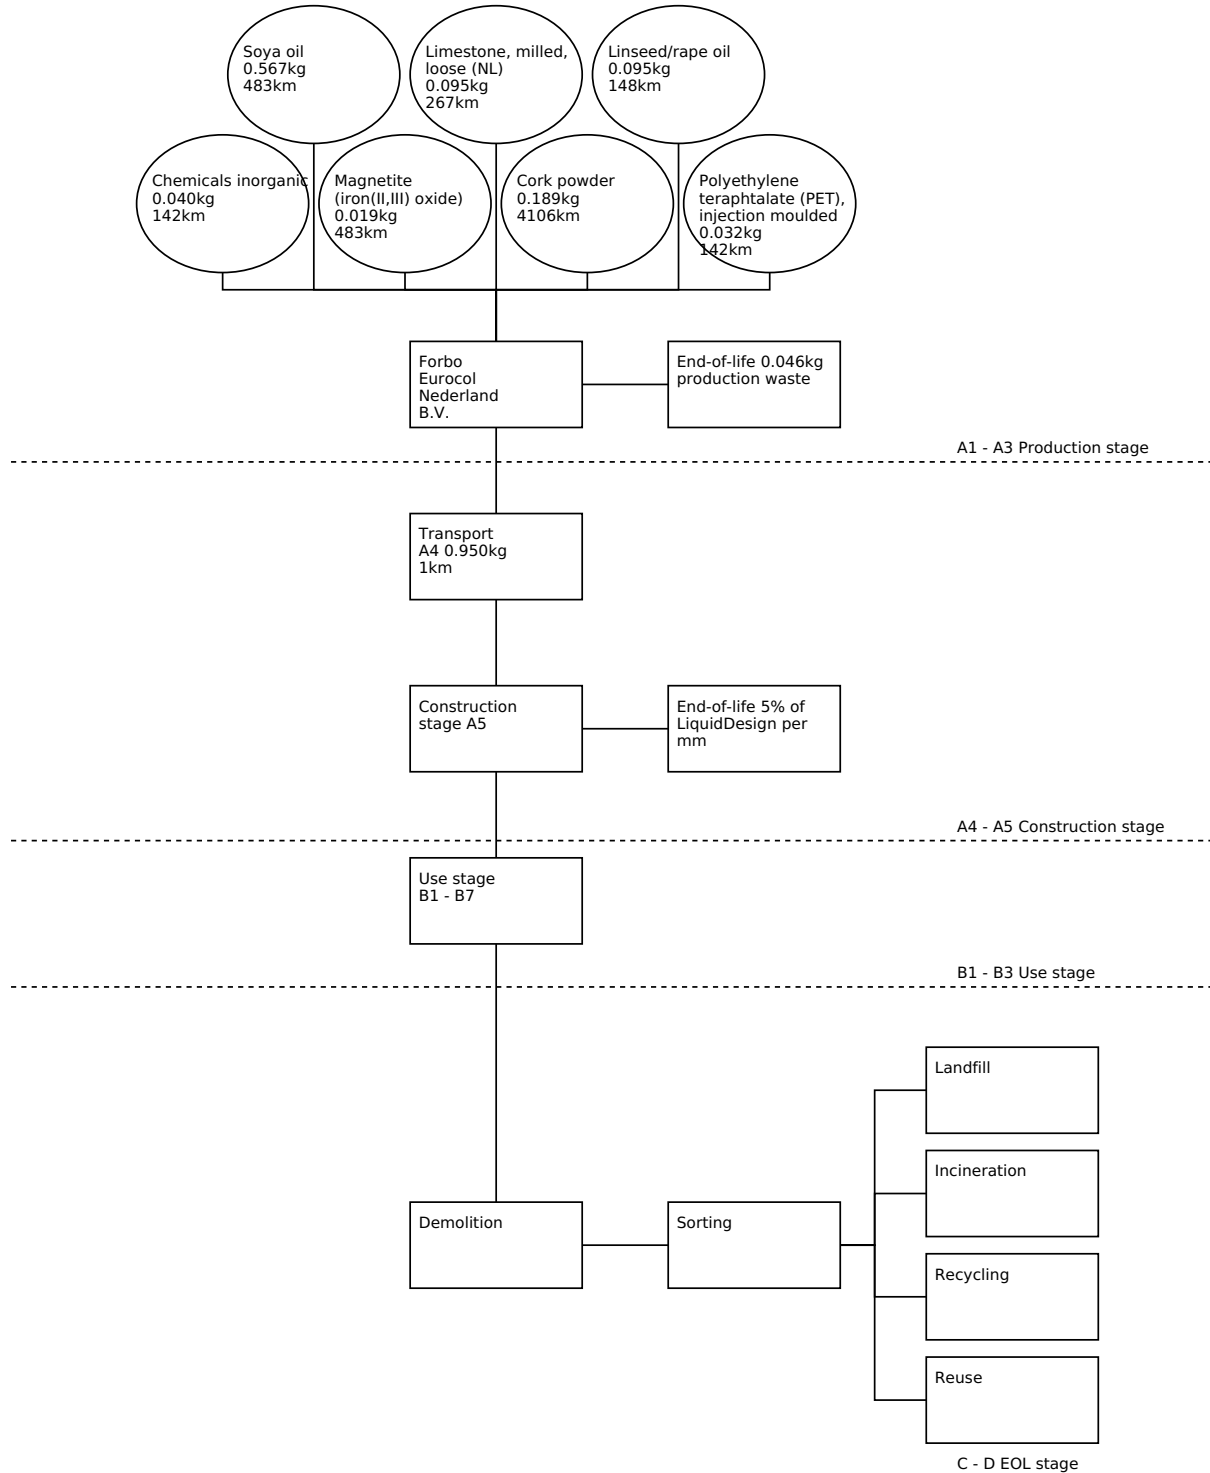 Soya oil
0.567kg
483km
Limestone, milled,
loose (NL)
0.095kg
267km
Linseed/rape oil
0.095kg
148km
Chemicals inorganic
0.040kg
142km
Magnetite
(iron(II,III) oxide)
0.019kg
483km
Cork powder
0.189kg
4106km
Polyethylene
teraphtalate (PET),
injection moulded
0.032kg
142km
Forbo
Eurocol
Nederland
B.V.
End-of-life 0.046kg
production waste
A1 - A3 Production stage
Transport
A4 0.950kg
1km
Construction
stage A5
End-of-life 5% of
LiquidDesign per
mm
A4 - A5 Construction stage
Use stage
B1 - B7
B1 - B3 Use stage
Demolition
Sorting
Landfill
Incineration
Recycling
Reuse
C - D EOL stage